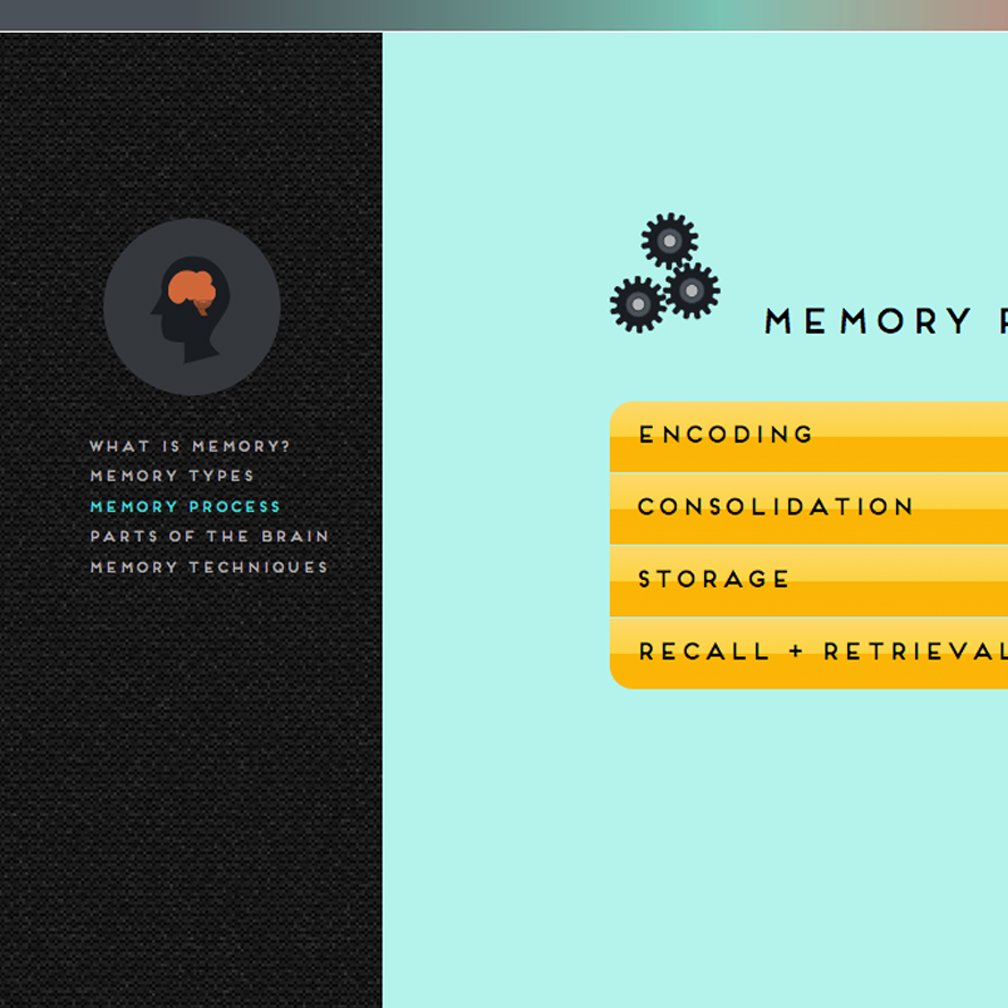 WHAT IS MEMORY?
MEMORY TYPES
MEMORY PROCESS
PARTS OF THE BRAIN
MEMORY TECHNIQUES
MEMORY
ENCODING
CONSOLIDATION
STORAGE
RECALL + RETRIEVAL